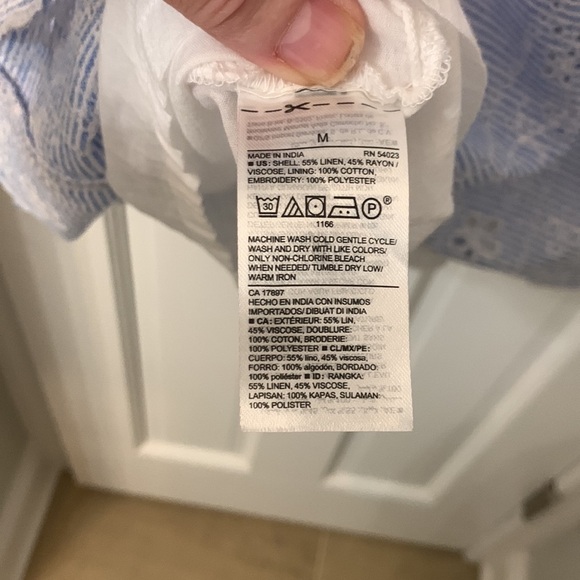 M
MADE IN INDIA RN 54023
■ US: SHELL: 55% LINEN, 45% RAYON /
VISCOSE, LINING: 100% COTTON,
EMBROIDERY: 100% POLYESTER
30 P ®
1166
MACHINE WASH COLD GENTLE CYCLE/
WASH AND DRY WITH LIKE COLORS/
ONLY NON-CHLORINE BLEACH
WHEN NEEDED/ TUMBLE DRY LOW/
WARM IRON
CA 17897
HECHO EN INDIA CON INSUMOS
IMPORTADOS/ DIBUAT DI INDIA
■ CA: EXTÉRIEUR: 55% LIN,
45% VISCOSE, DOUBLURE:
100% COTON, BRODERIE:
100% POLYESTER ■ CL/MX/PE:
CUERPO: 55% lino, 45% viscosa,
FORRO: 100% algodón, BORDADO:
100% poliéster ■ ID: RANGKA:
55% LINEN, 45% VISCOSE,
LAPISAN: 100% KAPAS, SULAMAN:
100% POLISTER